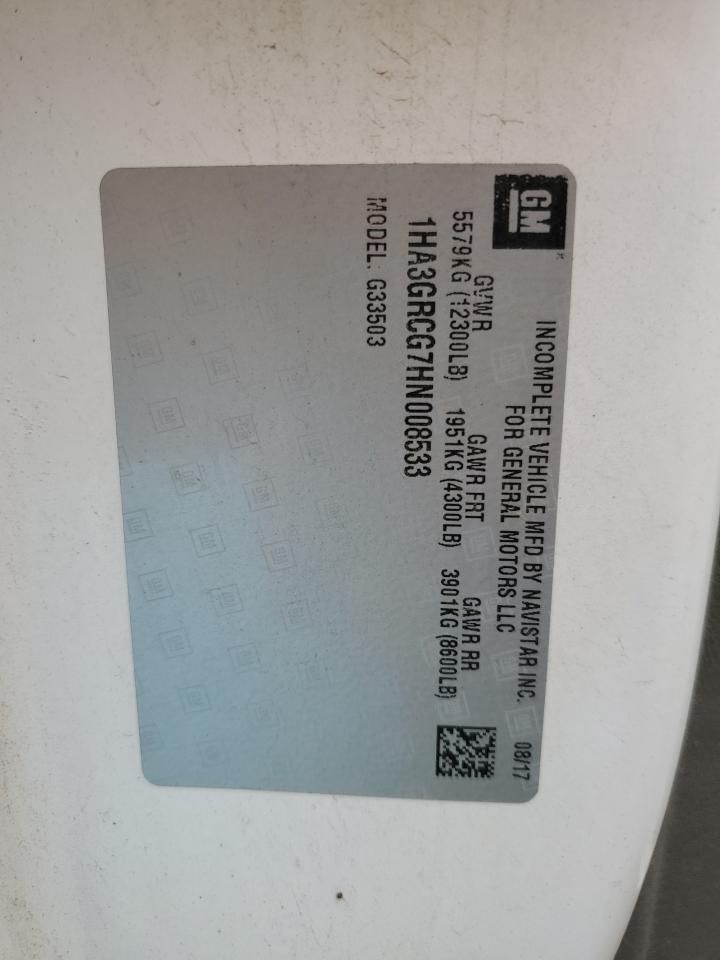 GM
INCOMPLETE VEHICLE MFD BY NAVISTAR INC. 08/17
FOR GENERAL MOTORS LLC
GVWR GAWR FRT GAWR RR
5579KG (12300LB) 1951KG (4300LB) 3901KG (8600LB)
1HA3GRCG7HN008533
MODEL: G33503